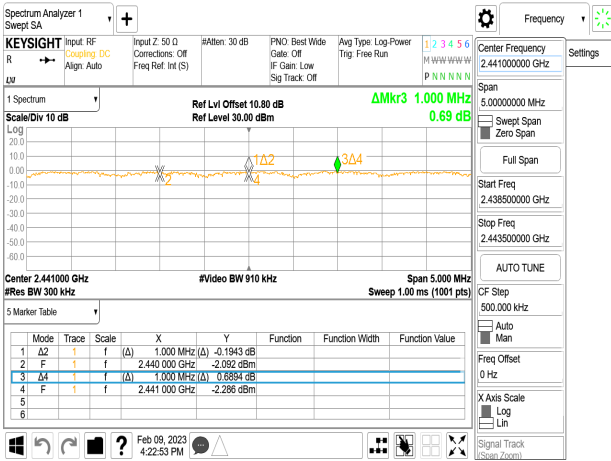 Spectrum Analyzer 1
Swept SA
Frequency
KEYSIGHT
R
Input: RF
Coupling: DC
Align: Auto
Input Z: 50 Ω
Corrections: Off
Freq Ref: Int (S)
#Atten: 30 dB
PNO: Best Wide
Gate: Off
IF Gain: Low
Sig Track: Off
Avg Type: Log-Power
Trig: Free Run
1 2 3 4 5 6
M W W W W W
P N N N N N
Center Frequency
2.441000000 GHz
Settings
Span
5.00000000 MHz
Swept Span
Zero Span
Full Span
Start Freq
2.438500000 GHz
Stop Freq
2.443500000 GHz
AUTO TUNE
CF Step
500.000 kHz
Auto
Man
Freq Offset
0 Hz
X Axis Scale
Log
Lin
Signal Track
(Span Zoom)
1 Spectrum
Scale/Div 10 dB
Ref Lvl Offset 10.80 dB
Ref Level 30.00 dBm
ΔMkr3 1.000 MHz
0.69 dB
Log
20.0
10.0
0.00
-10.0
-20.0
-30.0
-40.0
-50.0
-60.0
1Δ2
3Δ4
2
4
Center 2.441000 GHz
#Video BW 910 kHz
Span 5.000 MHz
#Res BW 300 kHz
Sweep 1.00 ms (1001 pts)
5 Marker Table
Mode Trace Scale X Y Function Function Width Function Value
1 Δ2 1 f (Δ) 1.000 MHz (Δ) -0.1943 dB
2 F 1 f 2.440 000 GHz -2.092 dBm
3 Δ4 1 f (Δ) 1.000 MHz (Δ) 0.6894 dB
4 F 1 f 2.441 000 GHz -2.286 dBm
5
6
?
Feb 09, 2023
4:22:53 PM